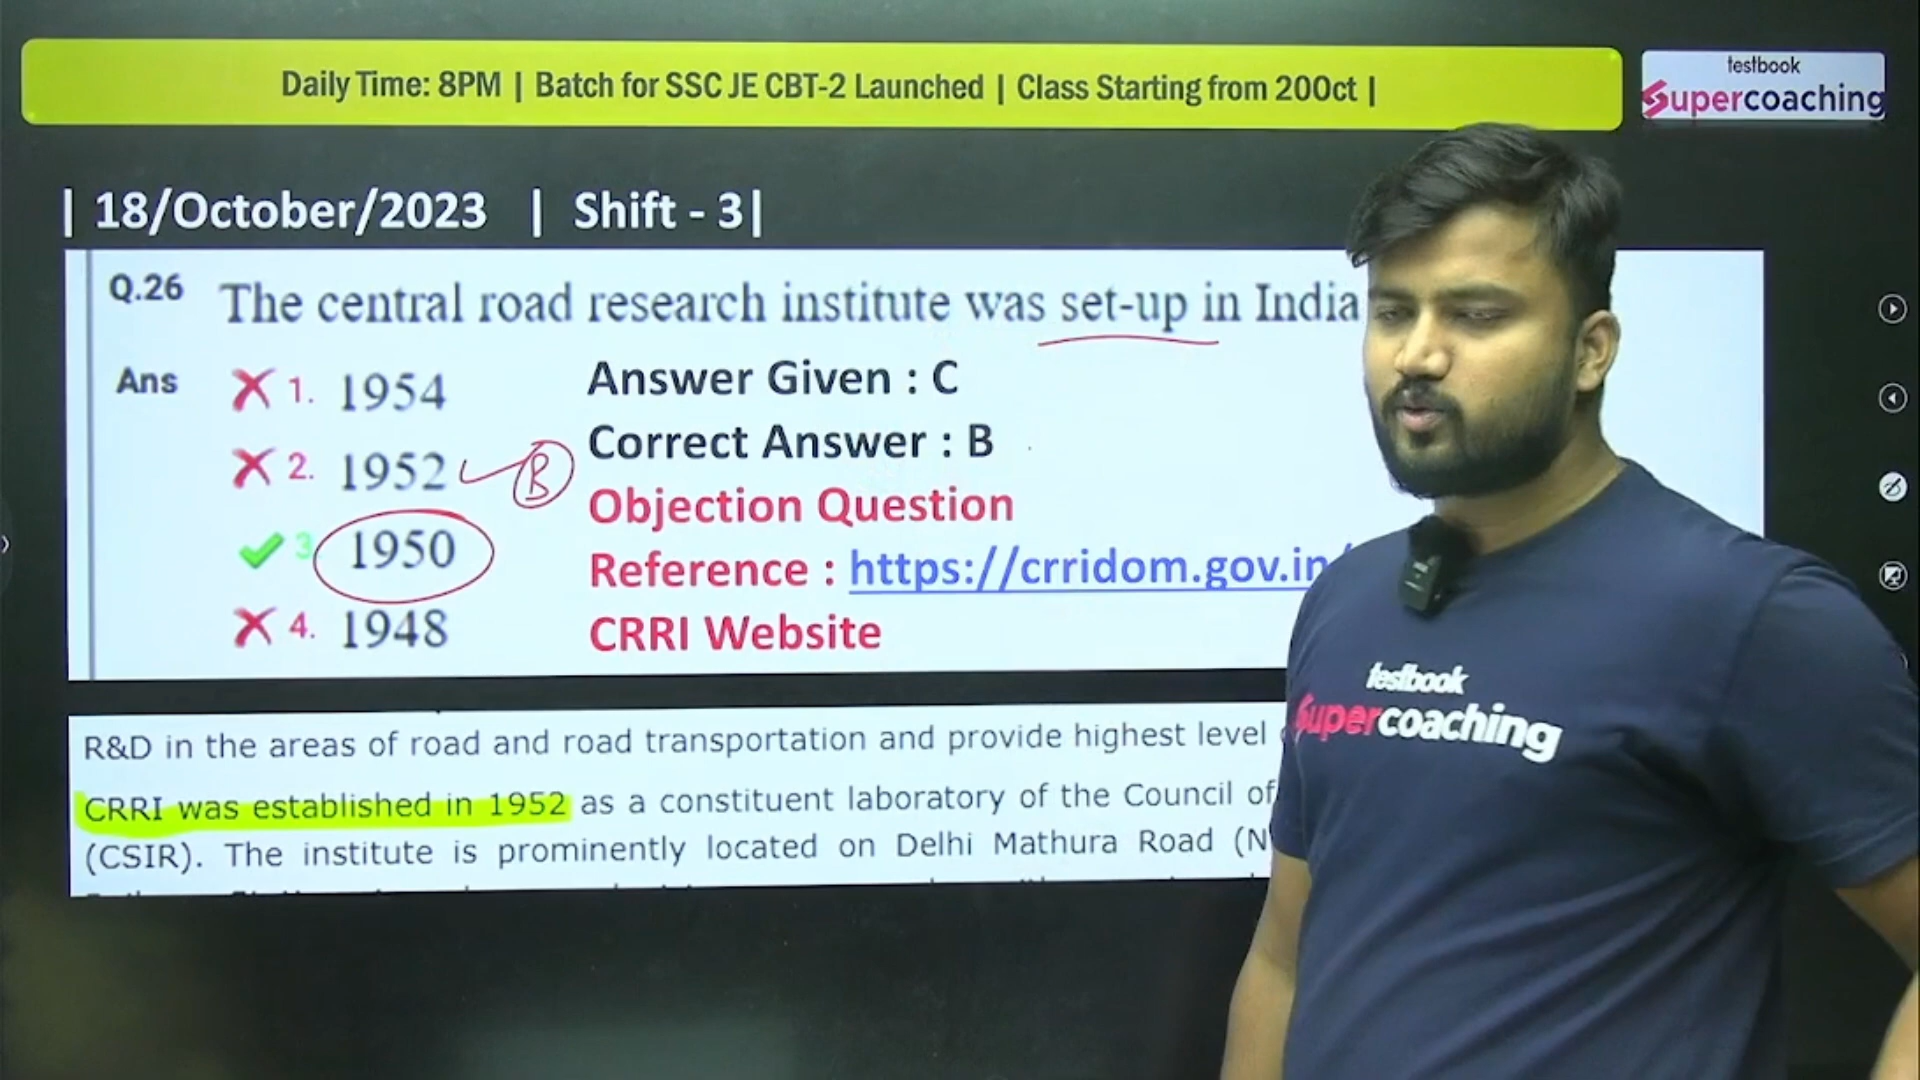 Daily Time: 8PM | Batch for SSC JE CBT-2 Launched | Class Starting from 20Oct |
testbook
Supercoaching
| 18/October/2023 | Shift - 3|
Q.26 The central road research institute was set-up in India
Ans
1. 1954
2. 1952
B
3 1950
4. 1948
Answer Given : C
Correct Answer : B
Objection Question
Reference : https://crridom.gov.in/
CRRI Website
R&D in the areas of road and road transportation and provide highest level
CRRI was established in 1952 as a constituent laboratory of the Council of
(CSIR). The institute is prominently located on Delhi Mathura Road (N
testbook
Supercoaching